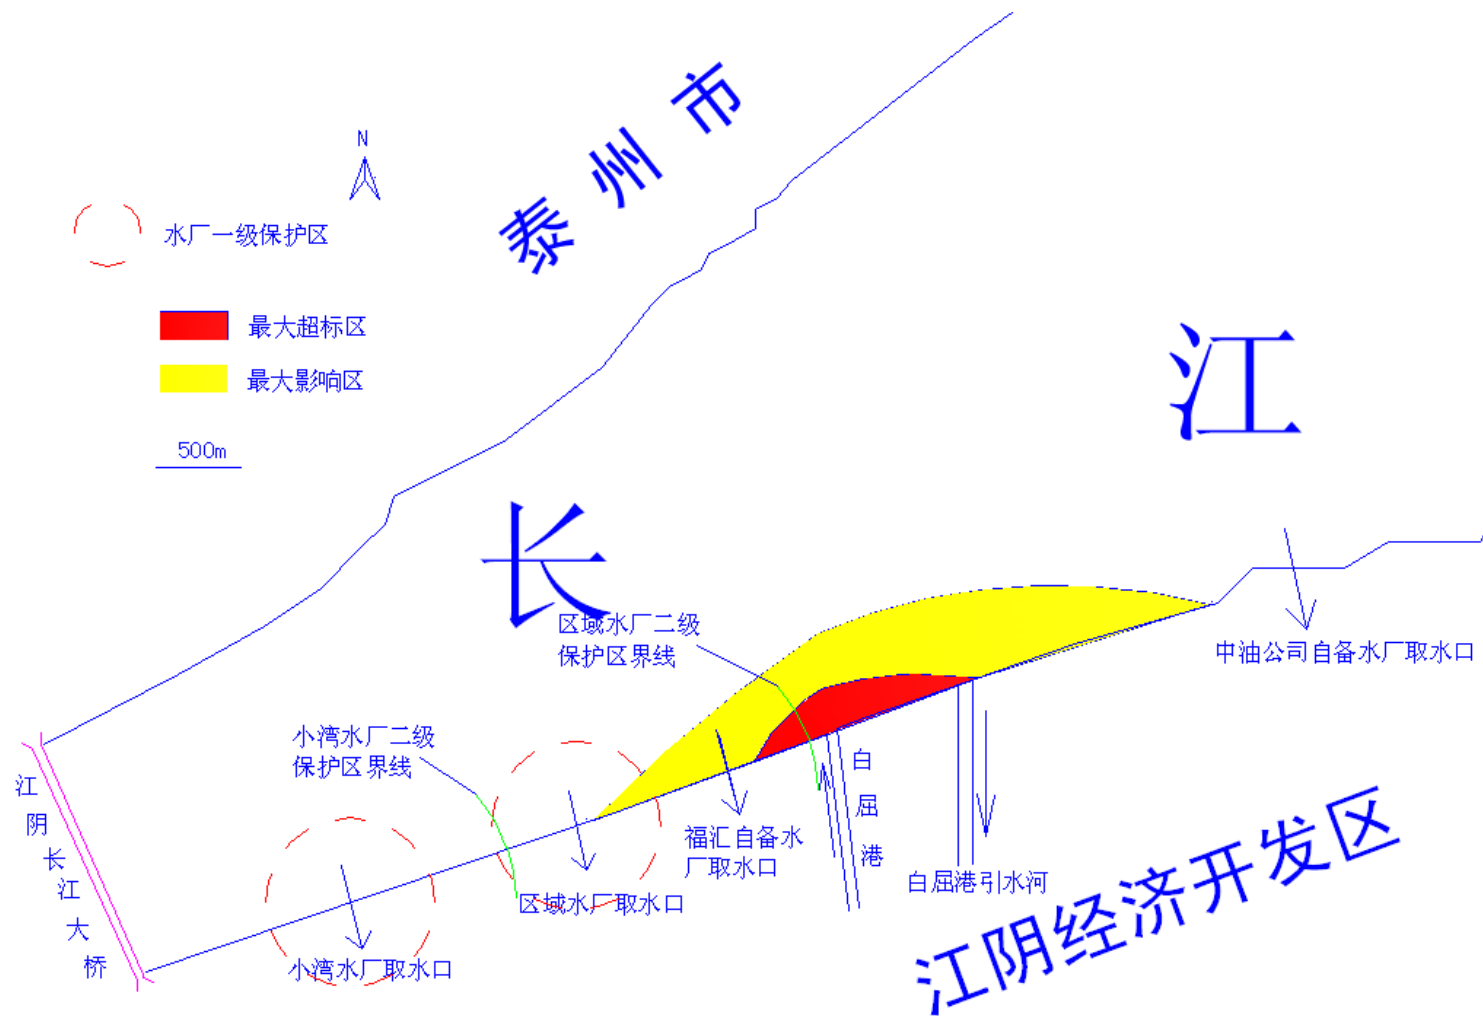 泰州市
N
水厂一级保护区
最大超标区
最大影响区
500m
长江
区域水厂二级
保护区界线
中油公司自备水厂取水口
小湾水厂二级
保护区界线
江阴长江大桥
白屈港
福汇自备水
厂取水口
白屈港引水河
区域水厂取水口
小湾水厂取水口
江阴经济开发区